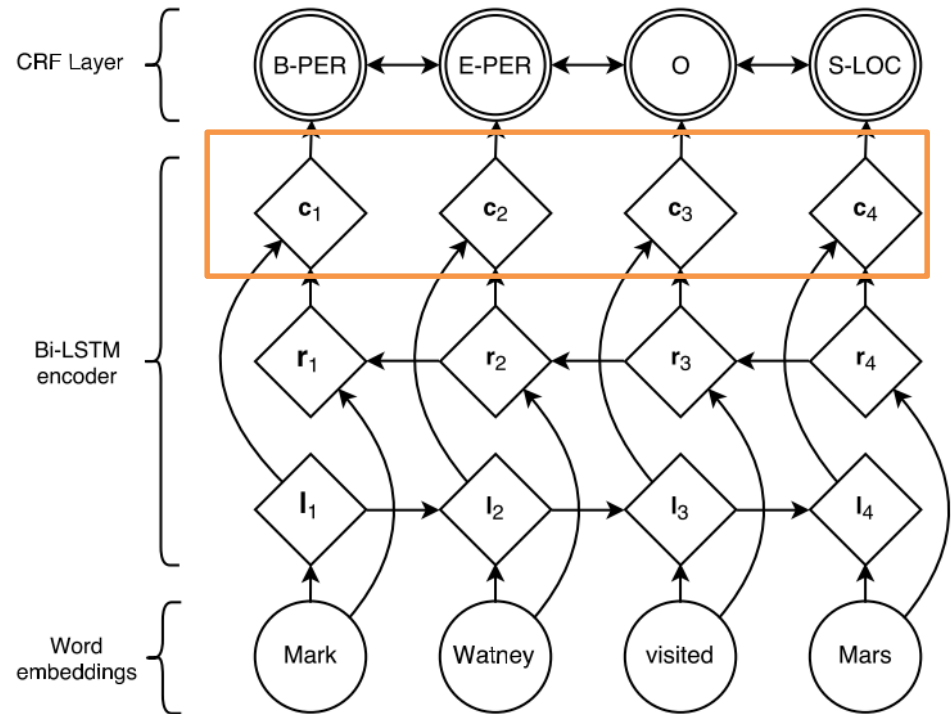 CRF Layer
B-PER
E-PER
O
S-LOC
c1
c2
c3
c4
Bi-LSTM
encoder
r1
r2
r3
r4
l1
l2
l3
l4
Word
embeddings
Mark
Watney
visited
Mars